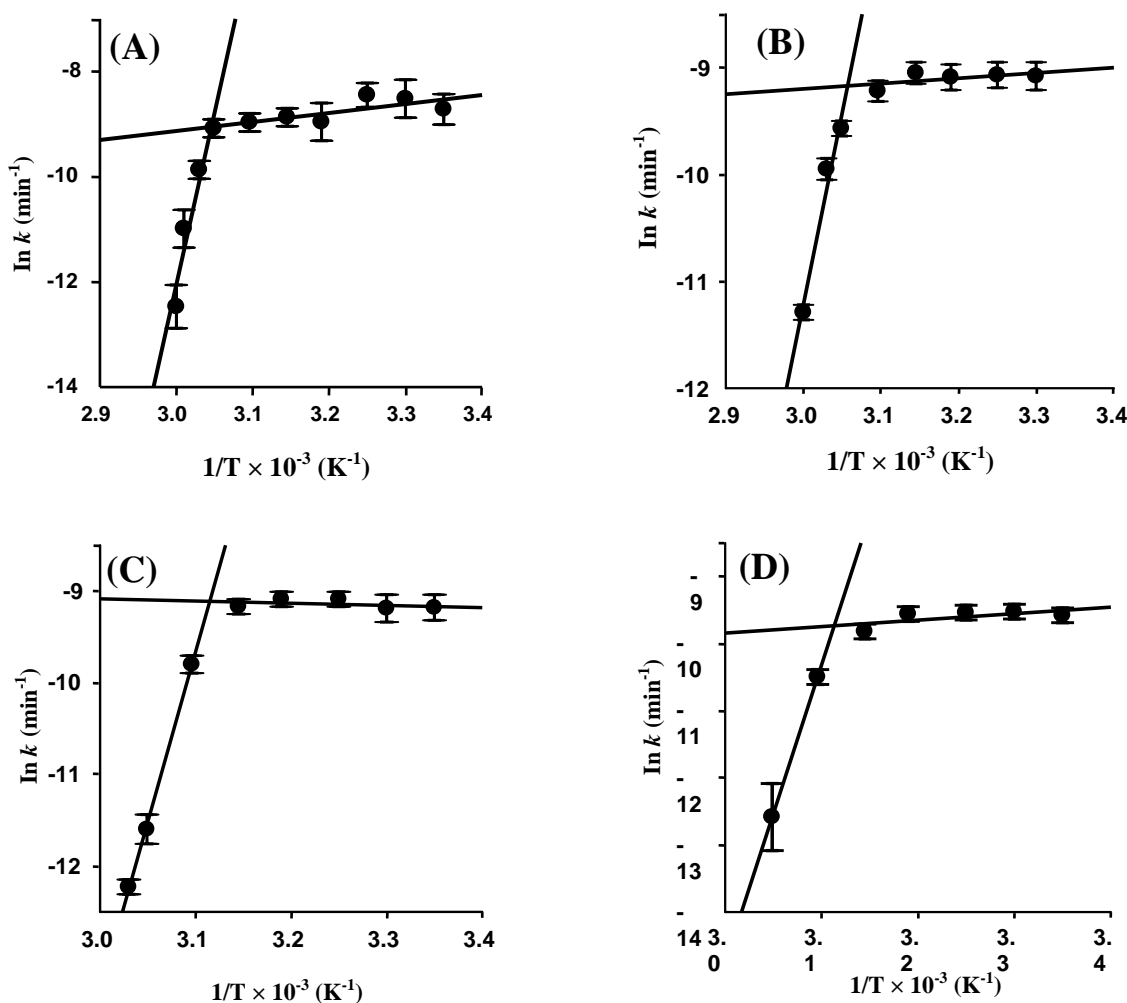 (A)
-8
-10
-12
-14
2.9 3.0 3.1 3.2 3.3 3.4
ln k (min-1)
1/T × 10-3 (K-1)
(B)
-9
-10
-11
-12
2.9 3.0 3.1 3.2 3.3 3.4
ln k (min-1)
1/T × 10-3 (K-1)
(C)
-9
-10
-11
-12
3.0 3.1 3.2 3.3 3.4
ln k (min-1)
1/T × 10-3 (K-1)
(D)
-
9
-
10
-
11
-
12
-
13
-
14 3. 3. 3. 3. 3.
0 1 2 3 4
ln k (min-1)
1/T × 10-3 (K-1)